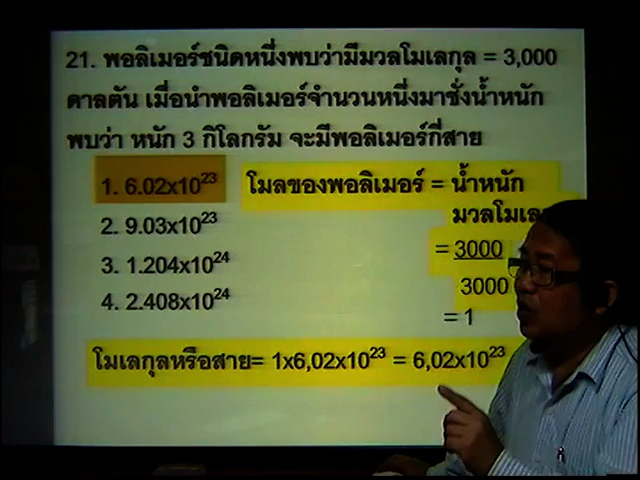 21. พอลิเมอร์ชนิดหนึ่งพบว่ามีมวลโมเลกุล = 3,000
ดาลตัน เมื่อนำพอลิเมอร์จำนวนหนึ่งมาชั่งน้ำหนัก
พบว่า หนัก 3 กิโลกรัม จะมีพอลิเมอร์กี่สาย
1. 6.02x10²³
โมลของพอลิเมอร์ = น้ำหนัก
มวลโมเล
2. 9.03x10²³
= 3000
3. 1.204x10²⁴
3000
4. 2.408x10²⁴
= 1
โมเลกุลหรือสาย= 1x6,02x10²³ = 6,02x10²³